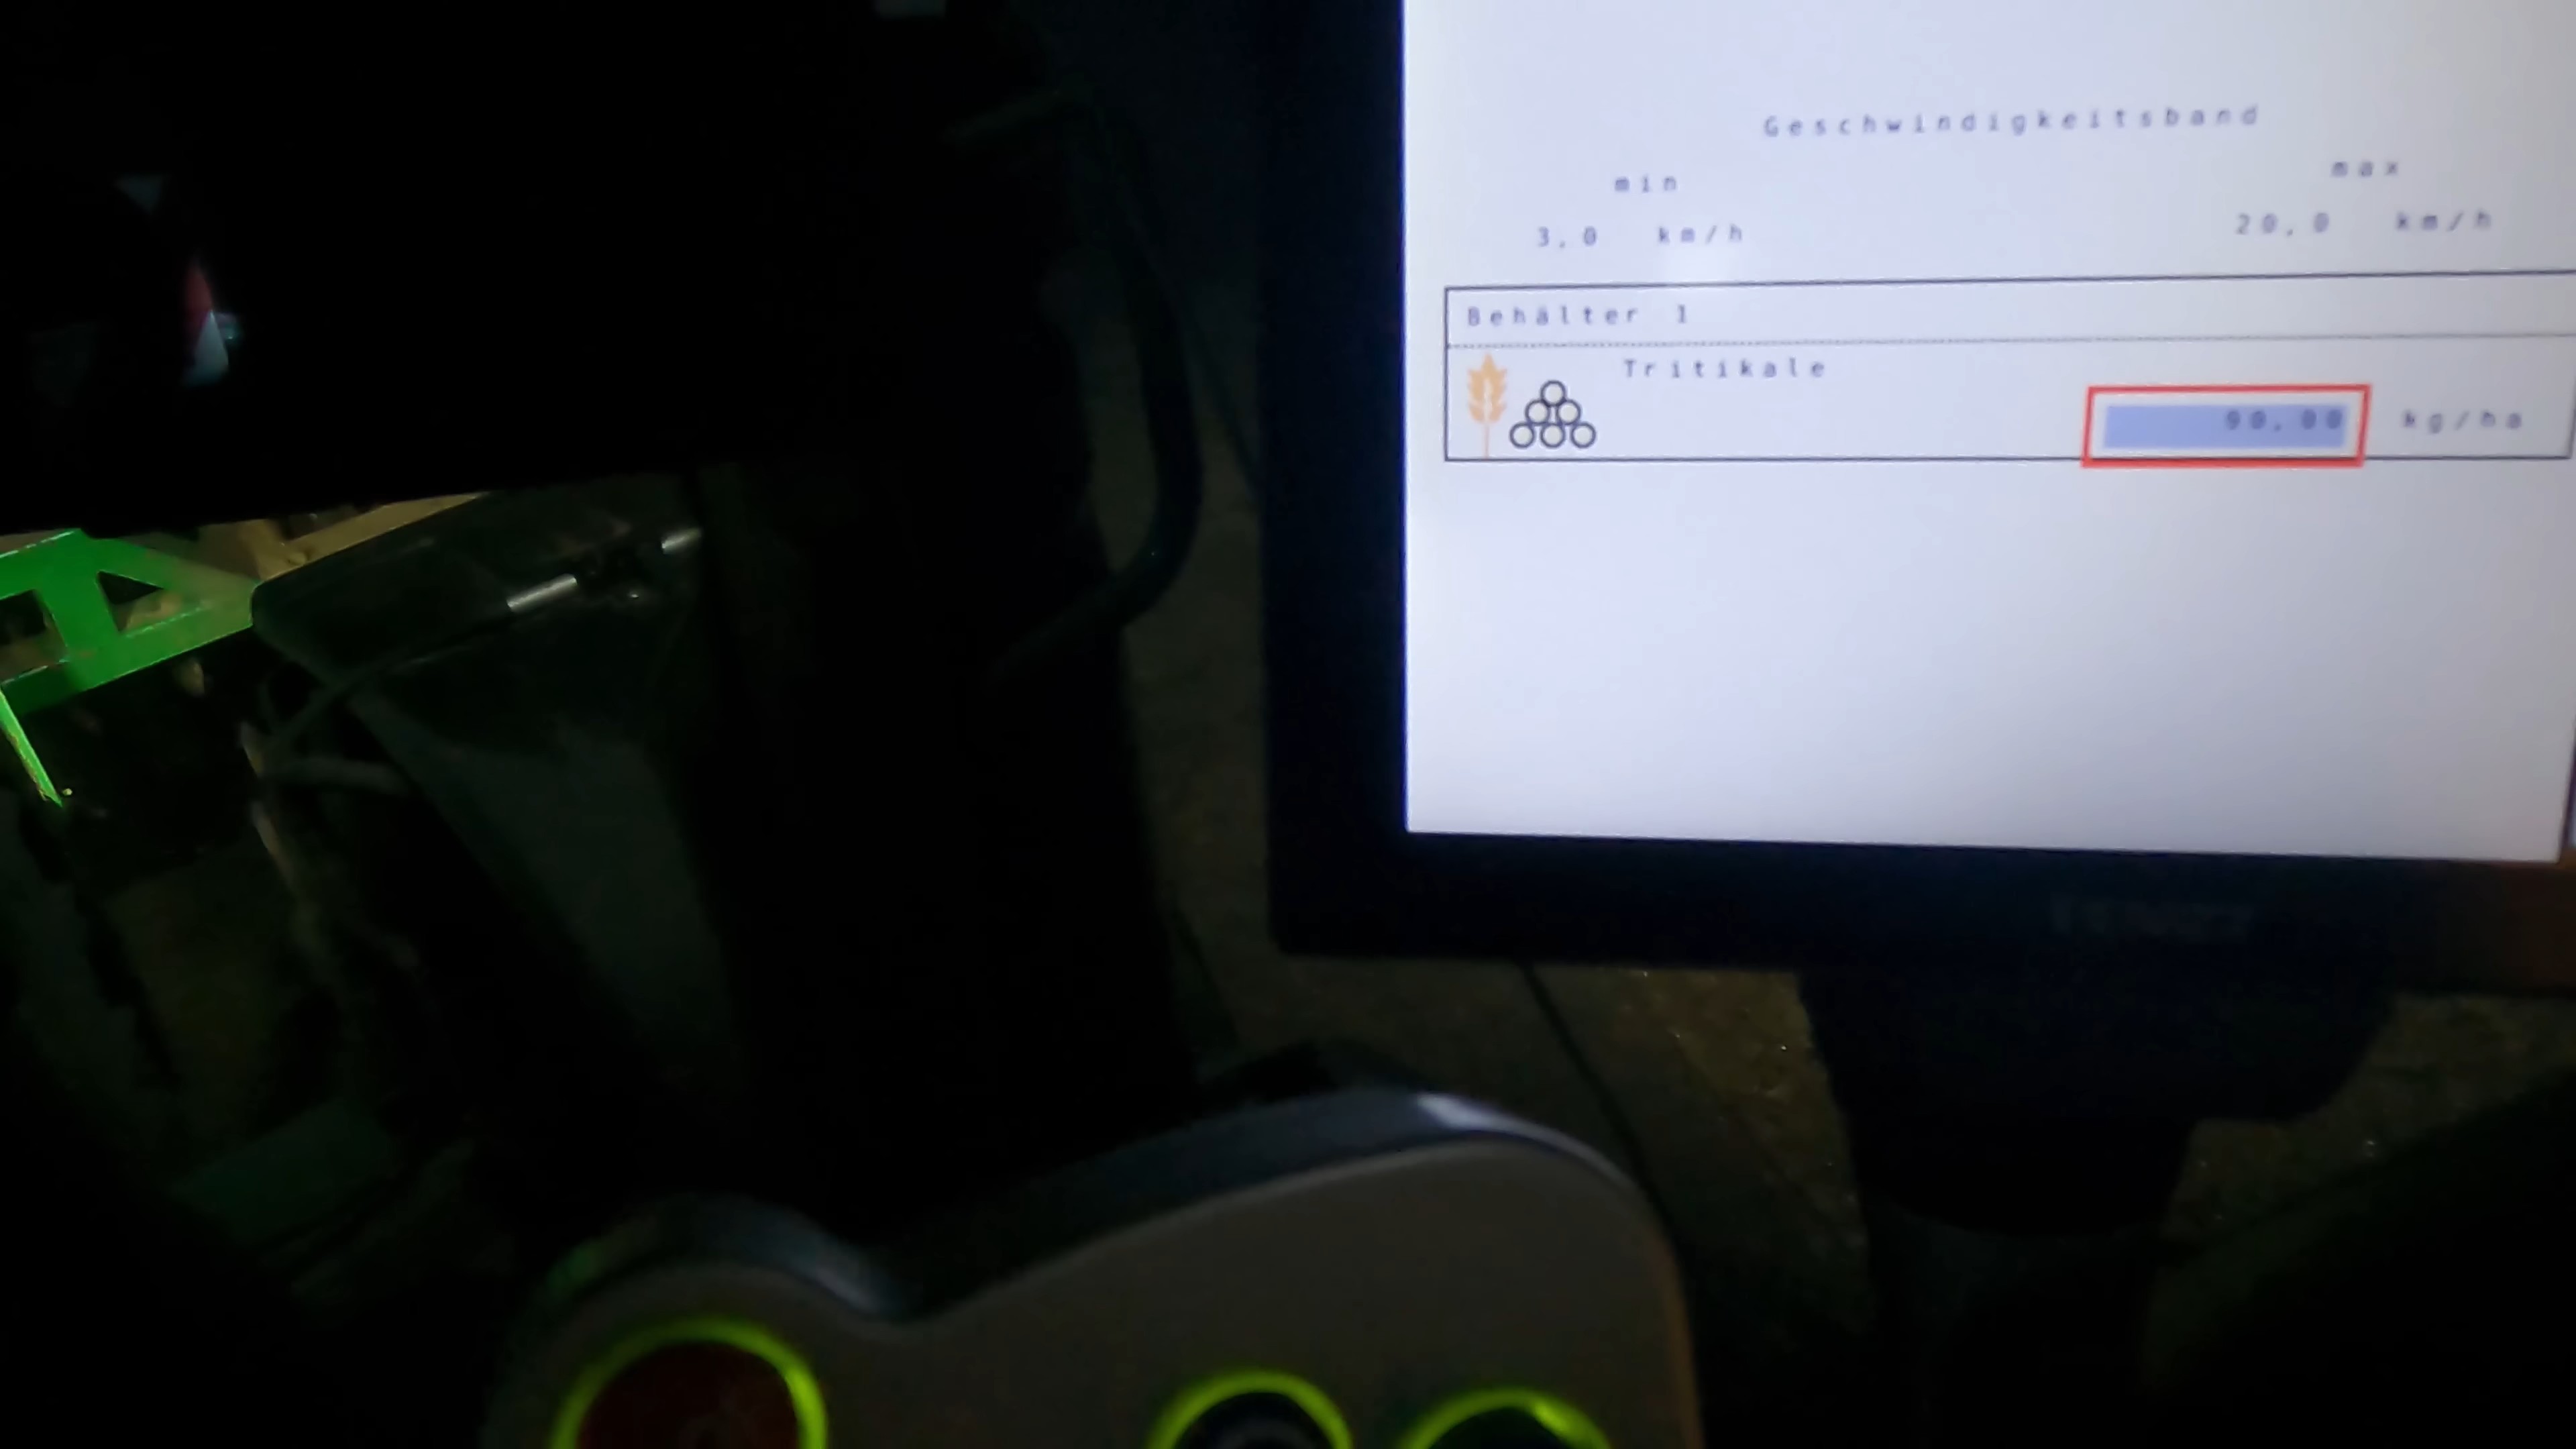 Geschwindigkeitsband
min max
3,0 km/h 20,0 km/h
Behälter 1
Tritikale
90,00 kg/ha